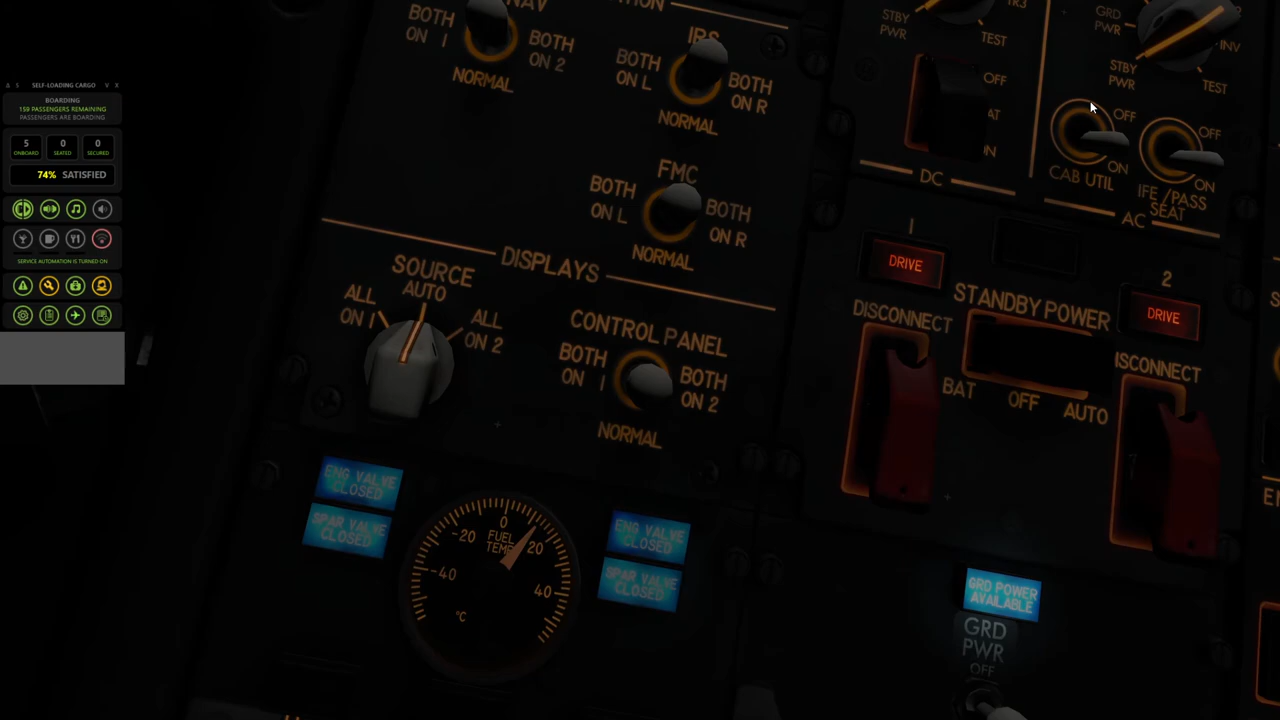 SELF-LOADING CARGO
BOARDING
159 PASSENGERS REMAINING
PASSENGERS ARE BOARDING
5
0
0
ONBOARD
SEATED
SECURED
74% SATISFIED
SERVICE AUTOMATION IS TURNED ON
NAV
BOTH
ON 1
BOTH
ON 2
NORMAL
IRS
BOTH
ON L
BOTH
ON R
NORMAL
FMC
BOTH
ON L
BOTH
ON R
NORMAL
DISPLAYS
SOURCE
AUTO
ALL
ON 1
ALL
ON 2
CONTROL PANEL
BOTH
ON 1
BOTH
ON 2
NORMAL
ENG VALVE
CLOSED
SPAR VALVE
CLOSED
FUEL
TEMP
-40
-20
0
20
40
°C
ENG VALVE
CLOSED
SPAR VALVE
CLOSED
STBY
PWR
TR3
TEST
OFF
DC
GRD
PWR
INV
STBY
PWR
TEST
OFF
ON
CAB UTIL
OFF
ON
IFE/PASS
SEAT
AC
1
DRIVE
DISCONNECT
STANDBY POWER
BAT
OFF
AUTO
2
DRIVE
GRD POWER
AVAILABLE
GRD
PWR
OFF